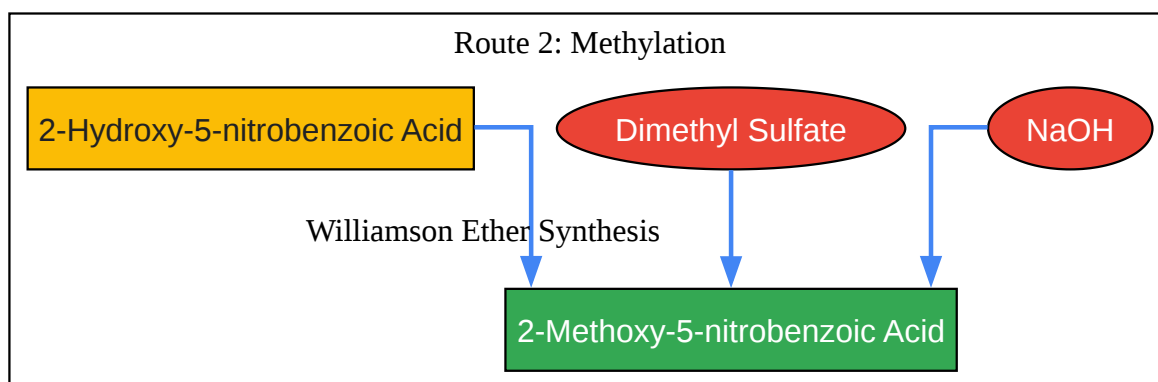 Route 2: Methylation
2-Hydroxy-5-nitrobenzoic Acid
Dimethyl Sulfate
NaOH
Williamson Ether Synthesis
2-Methoxy-5-nitrobenzoic Acid